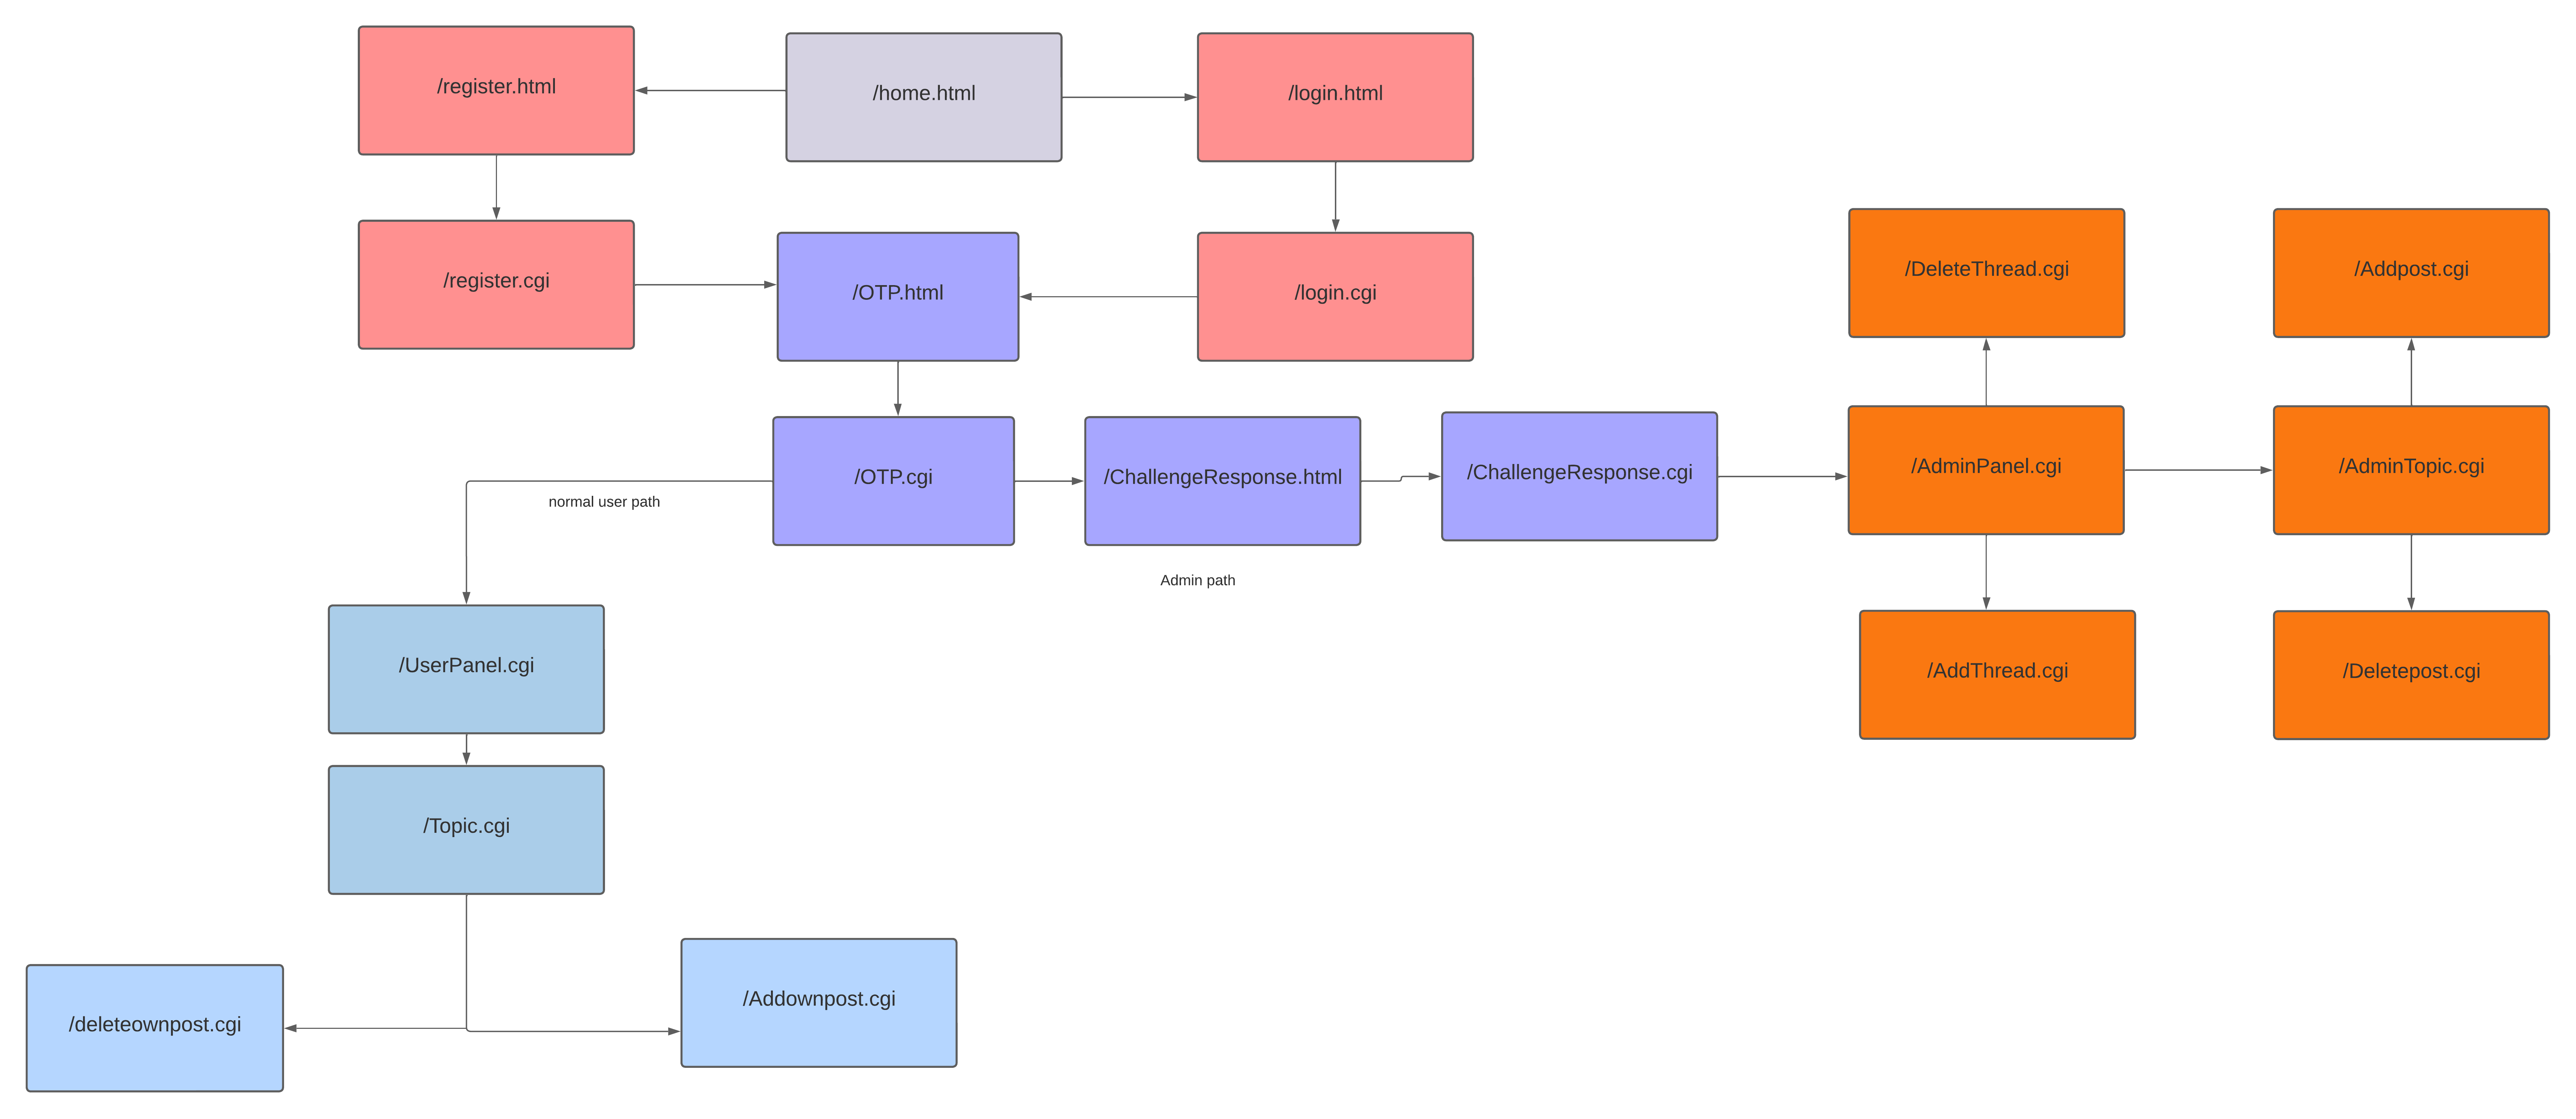 /register.html
/home.html
/login.html
/register.cgi
/OTP.html
/login.cgi
/DeleteThread.cgi
/Addpost.cgi
/OTP.cgi
/ChallengeResponse.html
/ChallengeResponse.cgi
/AdminPanel.cgi
/AdminTopic.cgi
normal user path
Admin path
/UserPanel.cgi
/AddThread.cgi
/Deletepost.cgi
/Topic.cgi
/Addownpost.cgi
/deleteownpost.cgi